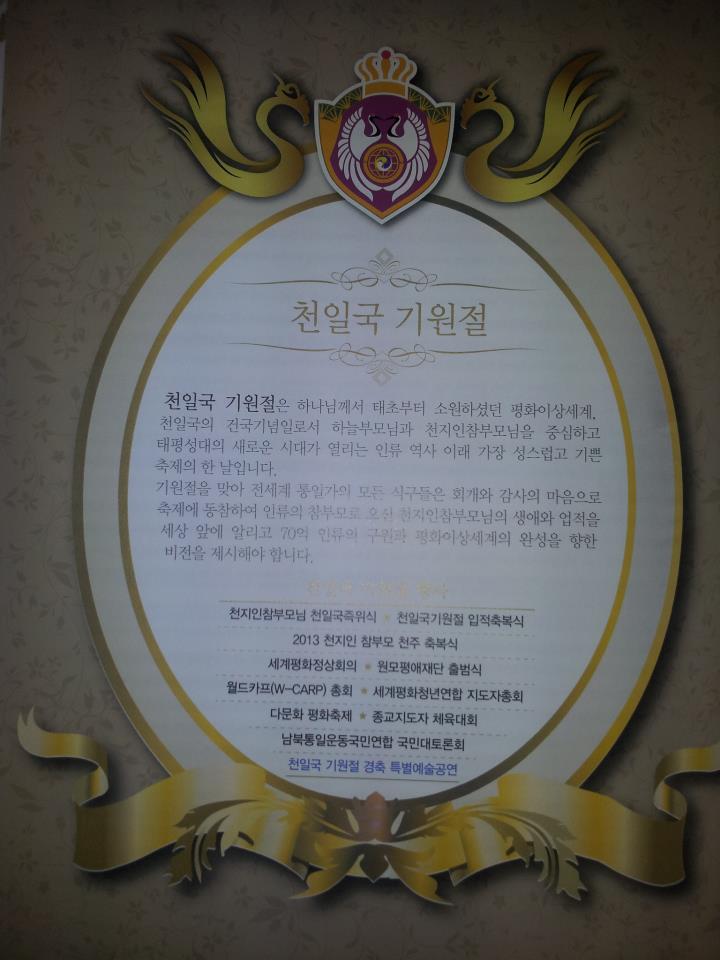 천일국 기원절
천일국 기원절은 하나님께서 태초부터 소원하셨던 평화이상세계,
천일국의 건국기념일로서 하늘부모님과 천지인참부모님을 중심하고
태평성대의 새로운 시대가 열리는 인류 역사 이래 가장 성스럽고 기쁜
축제의 한 날입니다.
기원절을 맞아 전세계 통일가의 모든 식구들은 회개와 감사의 마음으로
축제에 동참하여 인류의 참부모로 오신 천지인참부모님의 생애와 업적을
세상 앞에 알리고 70억 인류의 구원과 평화이상세계의 완성을 향한
비전을 제시해야 합니다.
천일국 기원절 행사
천지인참부모님 천일국즉위식 ★ 천일국기원절 입적축복식
2013 천지인 참부모 천주 축복식
세계평화정상회의 ★ 원모평애재단 출범식
월드카프(W-CARP) 총회 ★ 세계평화청년연합 지도자총회
다문화 평화축제 ★ 종교지도자 체육대회
남북통일운동국민연합 국민대토론회
천일국 기원절 경축 특별예술공연